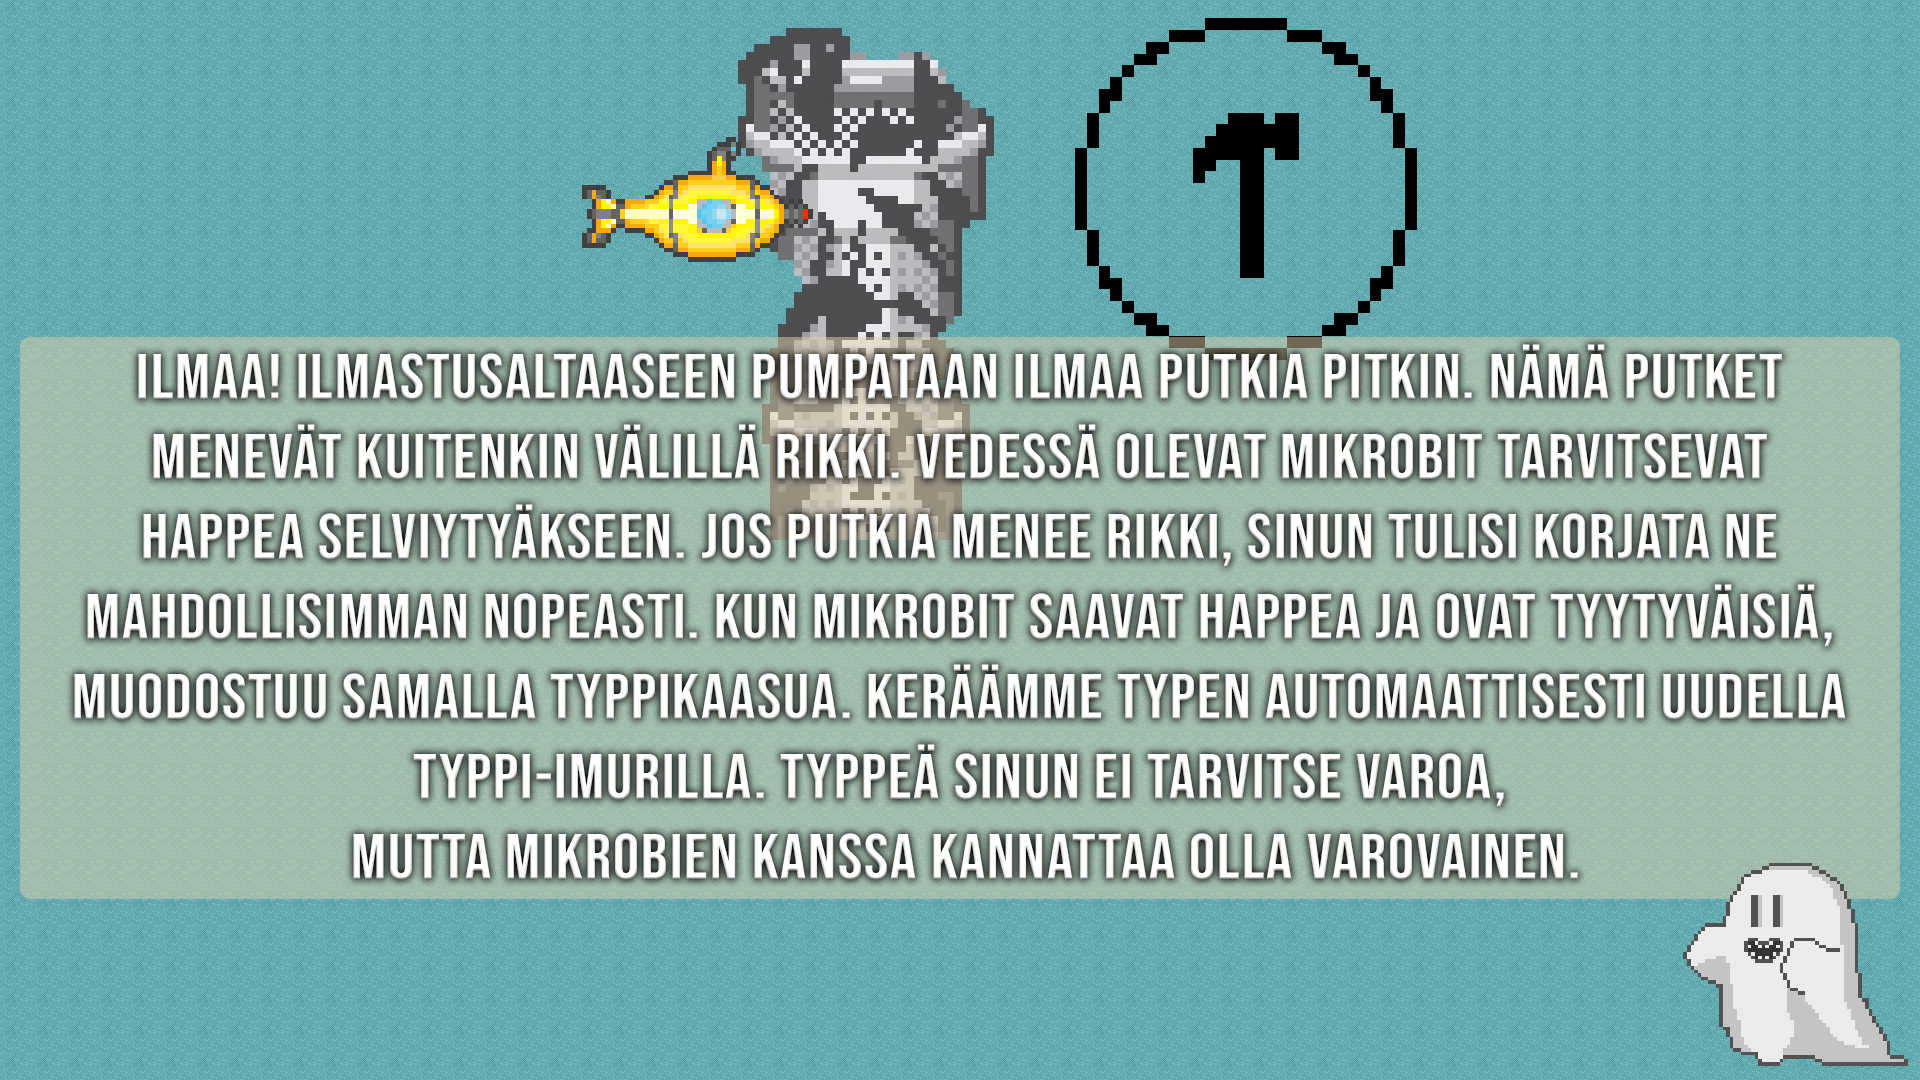 ILMAA! ILMASTUSALTAASEEN PUMPATAAN ILMAA PUTKIA PITKIN. NÄMÄ PUTKET
MENEVÄT KUITENKIN VÄLILLÄ RIKKI. VEDESSÄ OLEVAT MIKROBIT TARVITSEVAT
HAPPEA SELVIYTYÄKSEEN. JOS PUTKIA MENEE RIKKI, SINUN TULISI KORJATA NE
MAHDOLLISIMMAN NOPEASTI. KUN MIKROBIT SAAVAT HAPPEA JA OVAT TYYTYVÄISIÄ,
MUODOSTUU SAMALLA TYPPIKAASUA. KERÄÄMME TYPEN AUTOMAATTISESTI UUDELLA
TYPPI-IMURILLA. TYPPEÄ SINUN EI TARVITSE VAROA,
MUTTA MIKROBIEN KANSSA KANNATTAA OLLA VAROVAINEN.